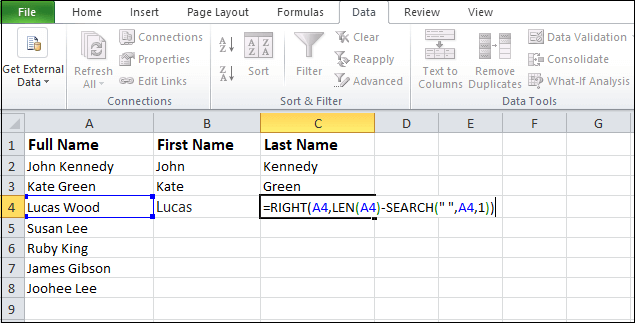 File Home Insert Page Layout Formulas Data Review View
Get External
Data
Refresh
All
Connections
Properties
Edit Links
Connections
A
Z
Z
A
A Z
Z A
Sort
Filter
Clear
Reapply
Advanced
Sort & Filter
Text to
Columns
Remove
Duplicates
Data Validation
Consolidate
What-If Analysis
Data Tools
A B C D E F G
1 Full Name First Name Last Name
2 John Kennedy John Kennedy
3 Kate Green Kate Green
4 Lucas Wood Lucas =RIGHT(A4,LEN(A4)-SEARCH(" ",A4,1))
5 Susan Lee
6 Ruby King
7 James Gibson
8 Joohee Lee
9